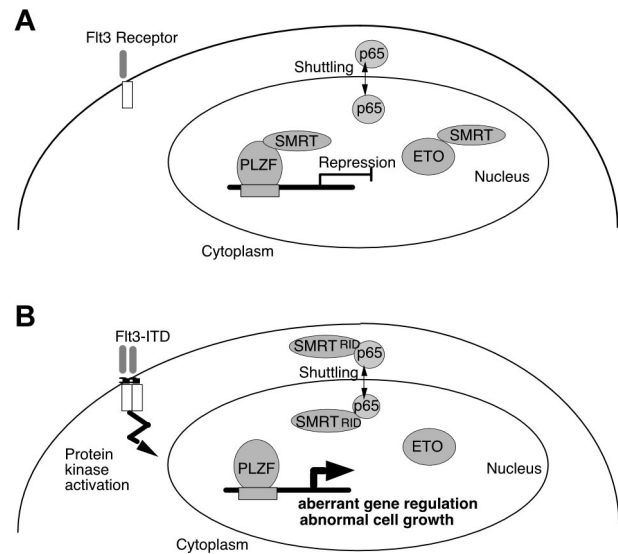 A
Flt3 Receptor
p65
Shuttling
p65
SMRT
SMRT
PLZF
ETO
Repression
Nucleus
Cytoplasm
B
Flt3-ITD
SMRT RID p65
Shuttling
p65
SMRT RID
ETO
Protein
kinase
activation
PLZF
Nucleus
aberrant gene regulation
abnormal cell growth
Cytoplasm